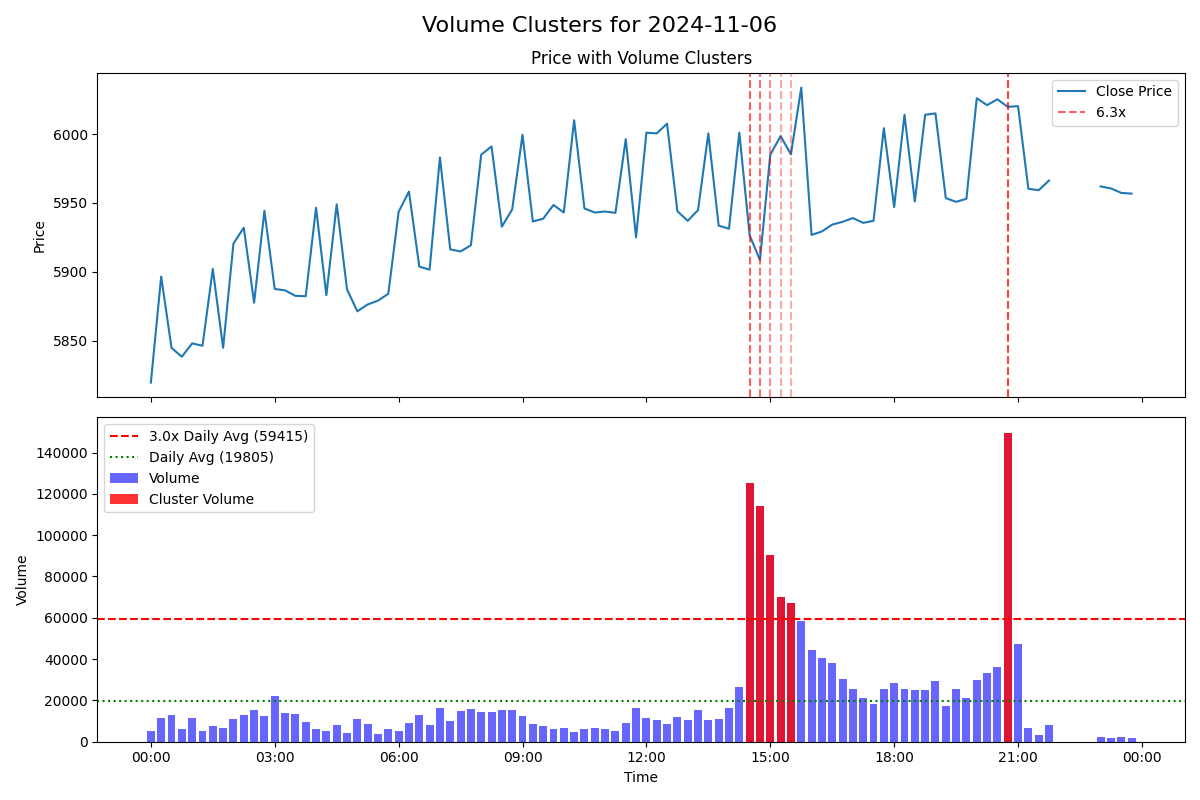 Volume Clusters for 2024-11-06
Price with Volume Clusters
Price
6000
5950
5900
5850
Close Price
6.3x
Volume
140000
120000
100000
80000
60000
40000
20000
0
3.0x Daily Avg (59415)
Daily Avg (19805)
Volume
Cluster Volume
00:00 03:00 06:00 09:00 12:00 15:00 18:00 21:00 00:00
Time